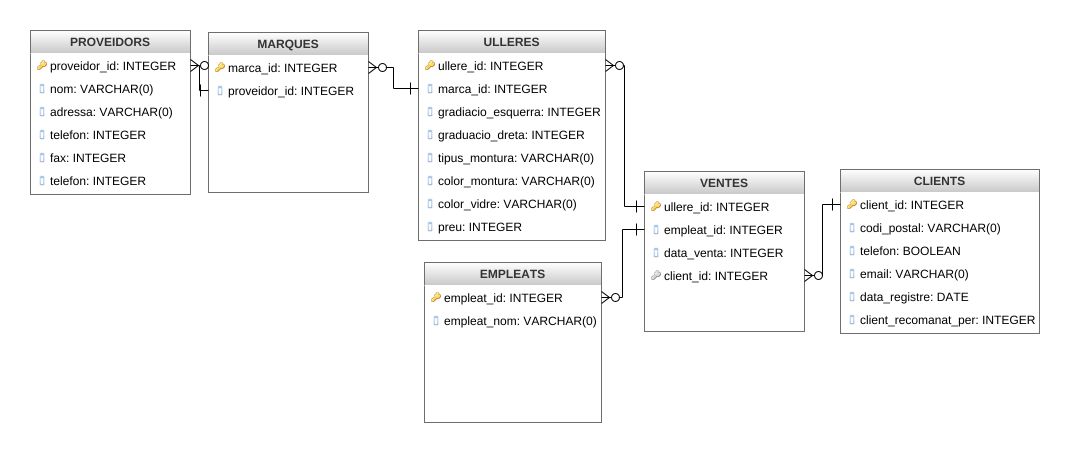 PROVEIDORS
proveidor_id: INTEGER
nom: VARCHAR(0)
adressa: VARCHAR(0)
telefon: INTEGER
fax: INTEGER
telefon: INTEGER
MARQUES
marca_id: INTEGER
proveidor_id: INTEGER
ULLERES
ullere_id: INTEGER
marca_id: INTEGER
gradiacio_esquerra: INTEGER
graduacio_dreta: INTEGER
tipus_montura: VARCHAR(0)
color_montura: VARCHAR(0)
color_vidre: VARCHAR(0)
preu: INTEGER
EMPLEATS
empleat_id: INTEGER
empleat_nom: VARCHAR(0)
VENTES
ullere_id: INTEGER
empleat_id: INTEGER
data_venta: INTEGER
client_id: INTEGER
CLIENTS
client_id: INTEGER
codi_postal: VARCHAR(0)
telefon: BOOLEAN
email: VARCHAR(0)
data_registre: DATE
client_recomanat_per: INTEGER